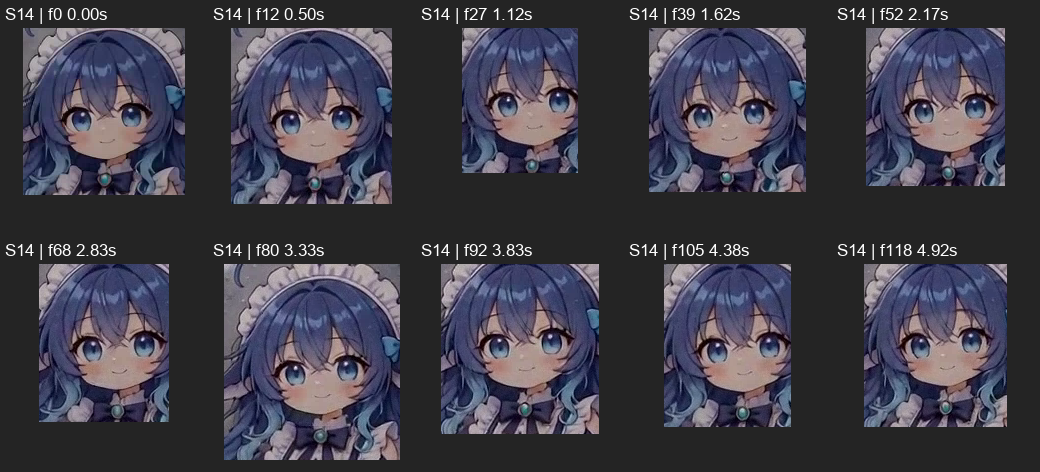 S14 | f0 0.00s
S14 | f12 0.50s
S14 | f27 1.12s
S14 | f39 1.62s
S14 | f52 2.17s
S14 | f68 2.83s
S14 | f80 3.33s
S14 | f92 3.83s
S14 | f105 4.38s
S14 | f118 4.92s